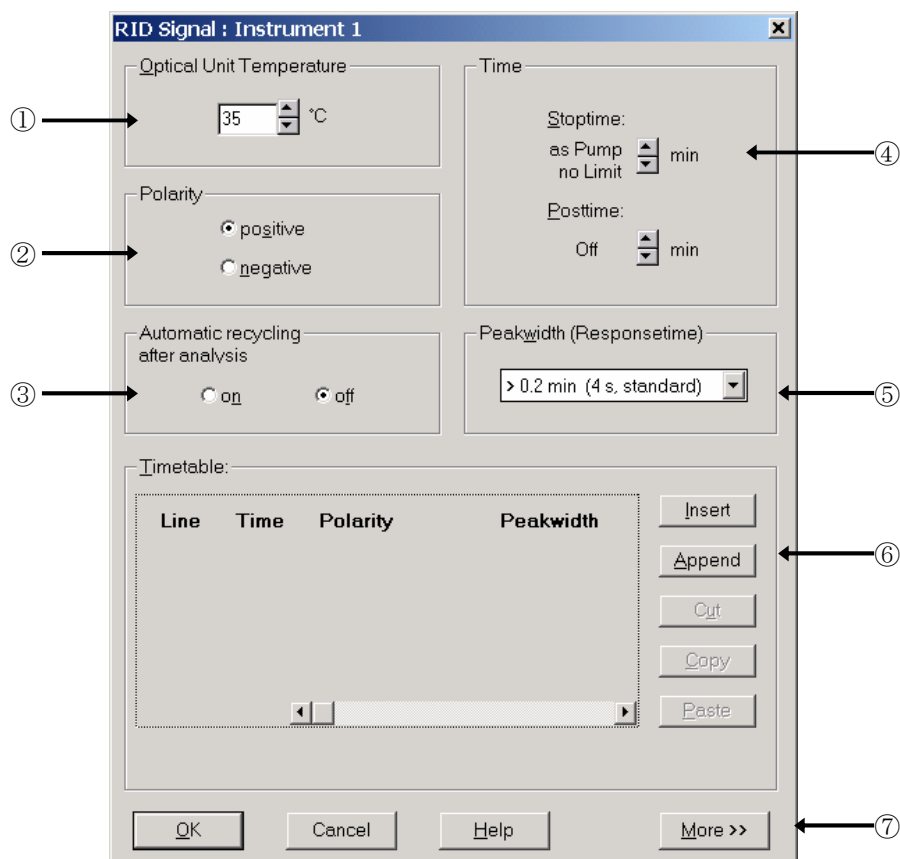 RID Signal : Instrument 1
Optical Unit Temperature
① 35 °C
Polarity
positive
② negative
Automatic recycling
after analysis
③ on off
Time
Stoptime:
as Pump
no Limit min ④
Posttime:
Off min
Peakwidth (Responsetime)
> 0.2 min (4 s, standard) ⑤
Timetable:
Line Time Polarity Peakwidth
Insert
⑥
Append
Cut
Copy
Paste
OK Cancel Help More >> ⑦